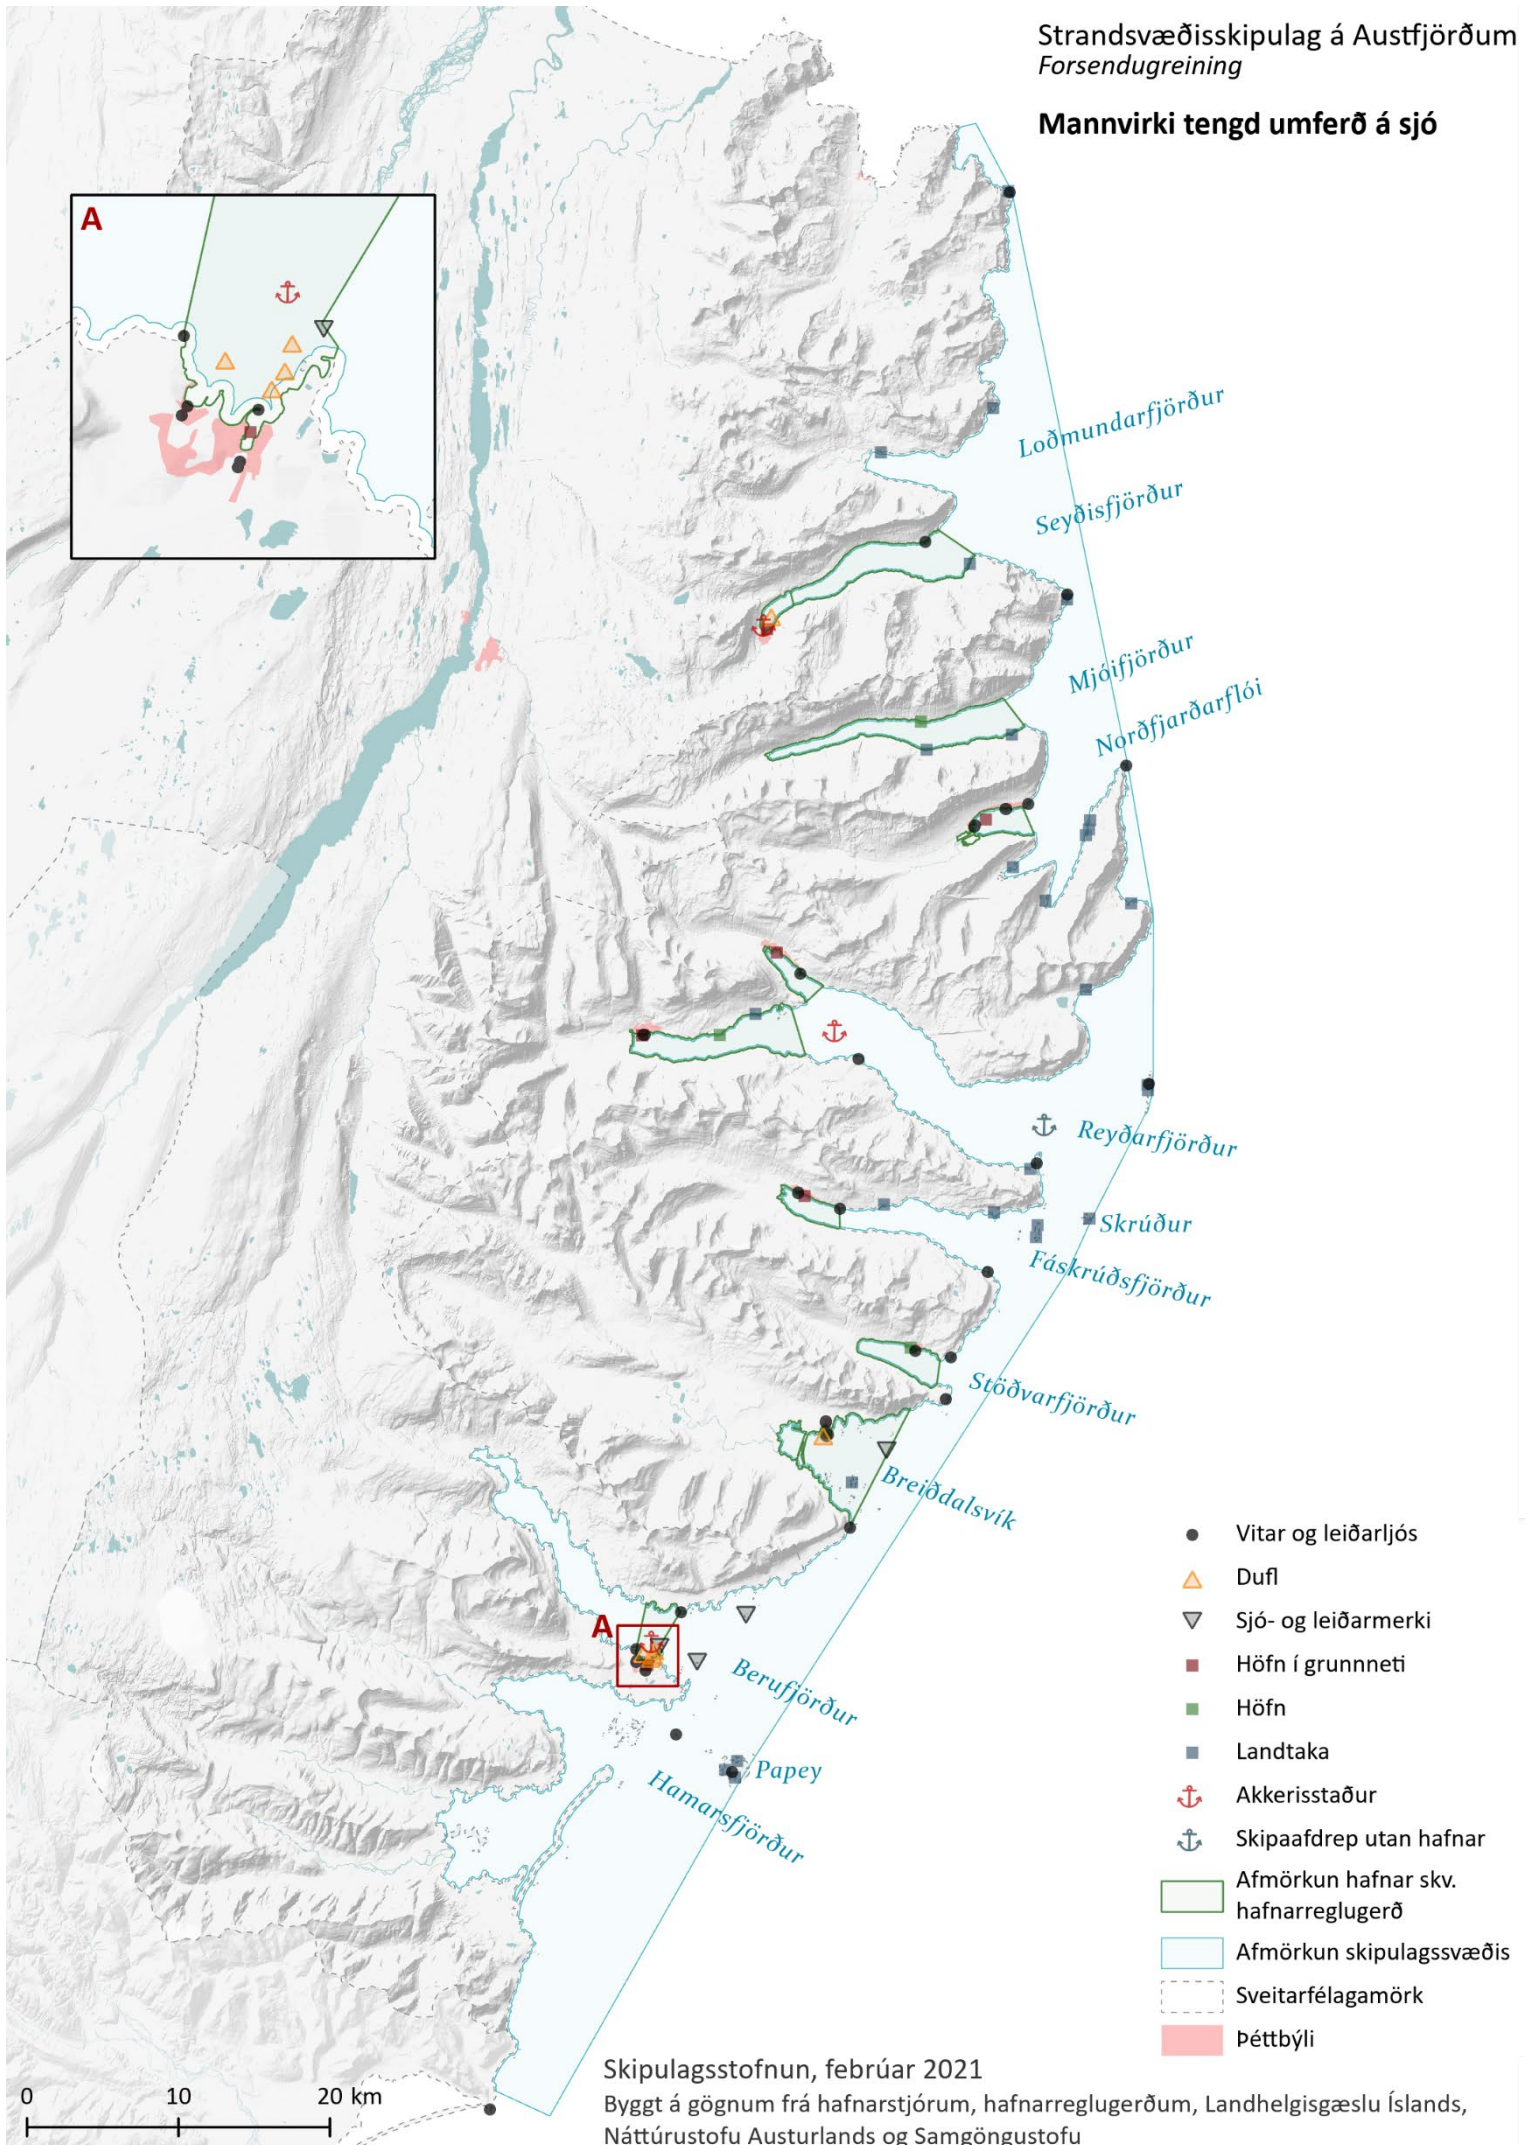 Strandsvæðisskipulag á Austfjörðum
Forsendugreining
Mannvirki tengd umferð á sjó
A
Loðmundarfjörður
Seyðisfjörður
Mjóifjörður
Norðfjarðarflói
Reyðarfjörður
Skrúður
Fáskrúðsfjörður
Stöðvarfjörður
Breiðdalsvík
A
Berufjörður
Papey
Hamarsfjörður
Vitar og leiðarljós
Dufl
Sjó- og leiðarmerki
Höfn í grunnneti
Höfn
Landtaka
Akkerisstaður
Skipaafdrep utan hafnar
Afmörkun hafnar skv.
hafnarreglugerð
Afmörkun skipulagssvæðis
Sveitarfélagamörk
Þéttbýli
0 10 20 km
Skipulagsstofnun, febrúar 2021
Byggt á gögnum frá hafnarstjórum, hafnarreglugerðum, Landhelgisgæslu Íslands,
Náttúrustofu Austurlands og Samgöngustofu